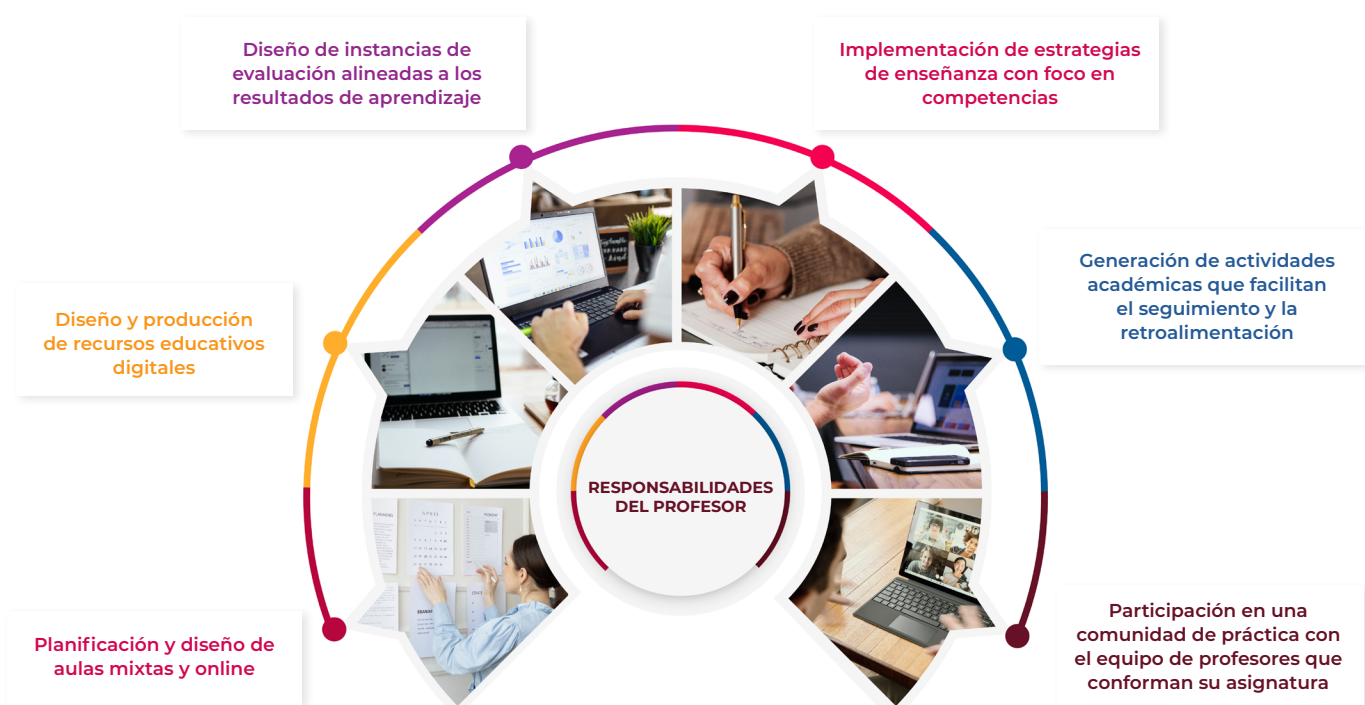 Diseño de instancias de
evaluación alineadas a los
resultados de aprendizaje
Implementación de estrategias
de enseñanza con foco en
competencias
Generación de actividades
académicas que facilitan
el seguimiento y la
retroalimentación
Diseño y producción
de recursos educativos
digitales
RESPONSABILIDADES
DEL PROFESOR
APRIL
Planificación y diseño de
aulas mixtas y online
Participación en una
comunidad de práctica con
el equipo de profesores que
conforman su asignatura